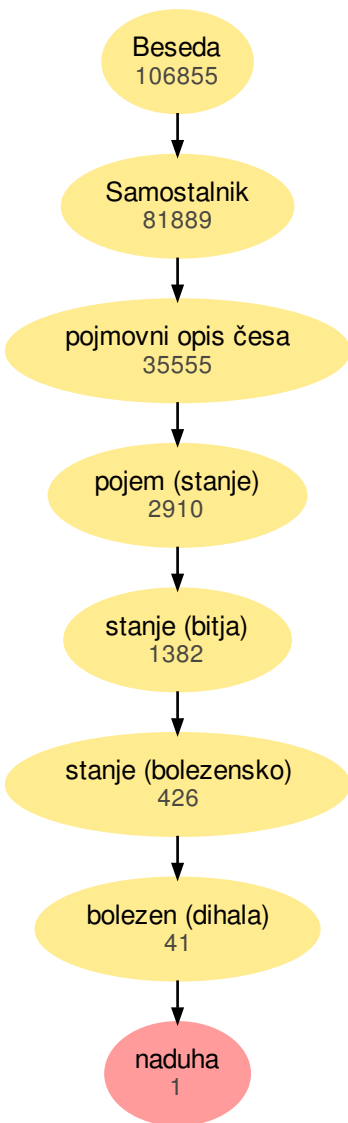 Beseda
106855
Samostalnik
81889
pojmovni opis česa
35555
pojem (stanje)
2910
stanje (bitja)
1382
stanje (bolezensko)
426
bolezen (dihala)
41
naduha
1